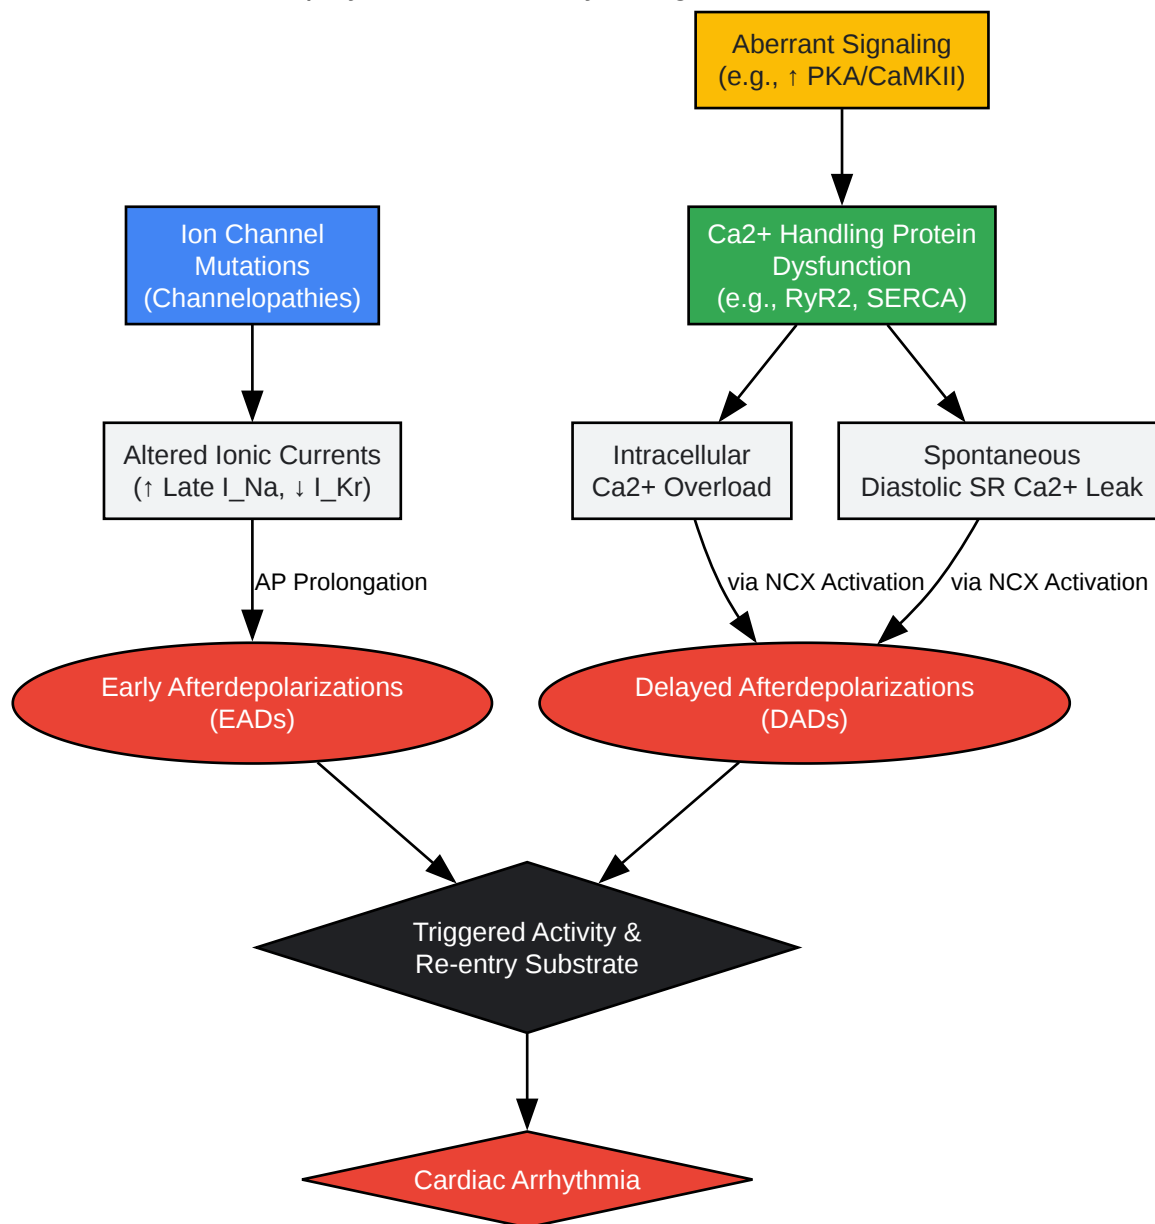 Aberrant Signaling
(e.g., ↑ PKA/CaMKII)
Ion Channel
Mutations
(Channelopathies)
Ca2+ Handling Protein
Dysfunction
(e.g., RyR2, SERCA)
Altered Ionic Currents
(↑ Late I_Na, ↓ I_Kr)
Intracellular
Ca2+ Overload
Spontaneous
Diastolic SR Ca2+ Leak
AP Prolongation
via NCX Activation
via NCX Activation
Early Afterdepolarizations
(EADs)
Delayed Afterdepolarizations
(DADs)
Triggered Activity &
Re-entry Substrate
Cardiac Arrhythmia